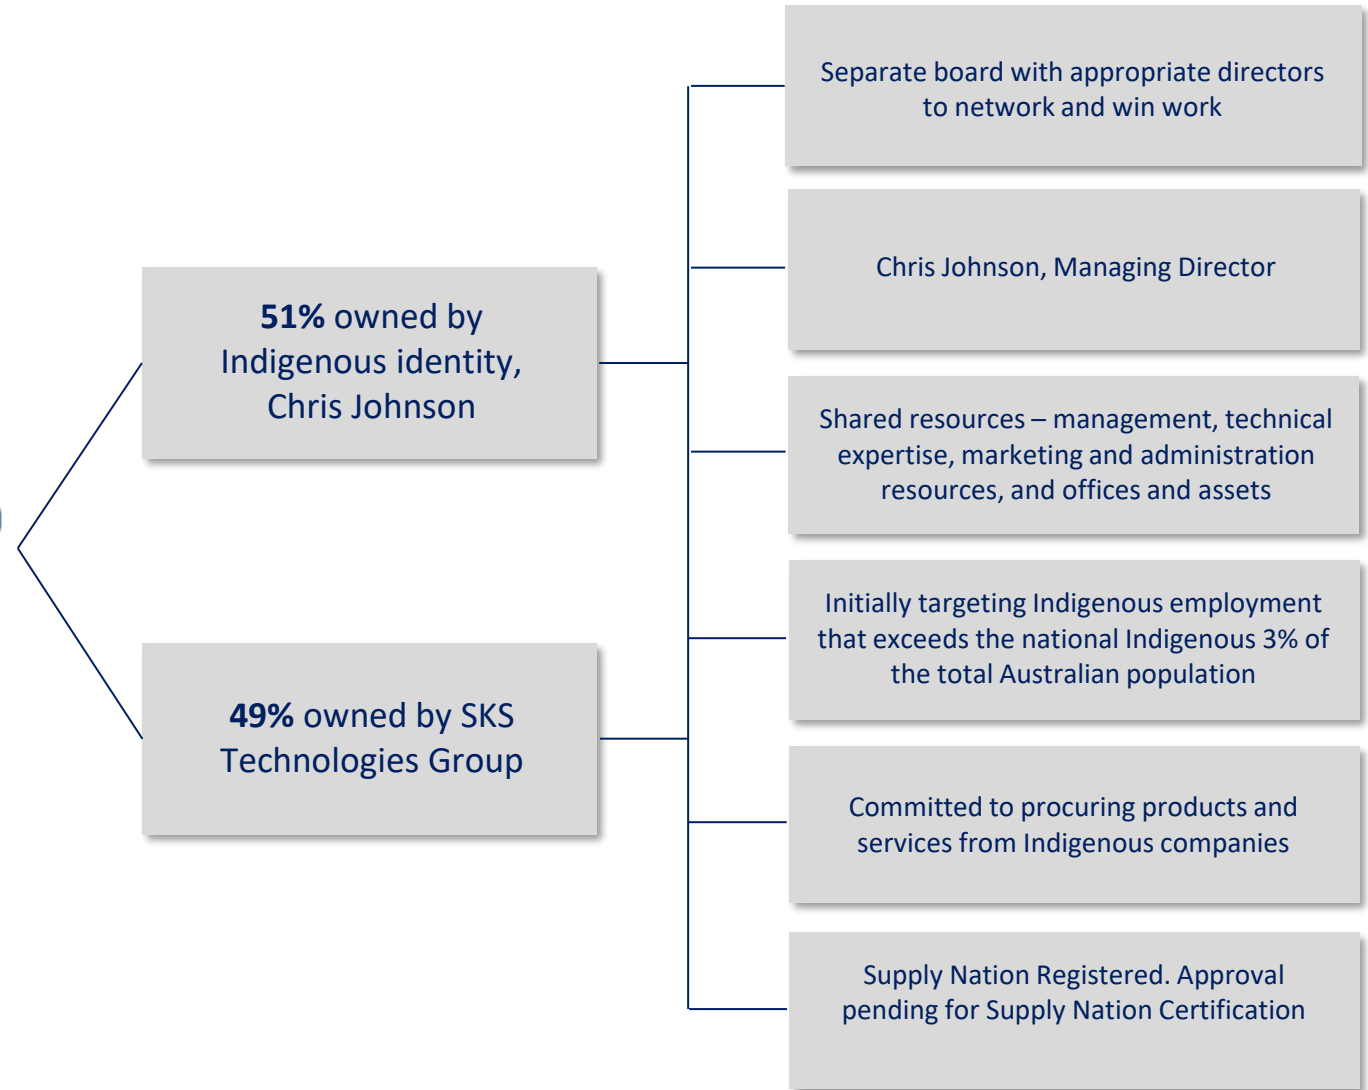 51% owned by
Indigenous identity,
Chris Johnson
49% owned by SKS
Technologies Group
Separate board with appropriate directors
to network and win work
Chris Johnson, Managing Director
Shared resources – management, technical
expertise, marketing and administration
resources, and offices and assets
Initially targeting Indigenous employment
that exceeds the national Indigenous 3% of
the total Australian population
Committed to procuring products and
services from Indigenous companies
Supply Nation Registered. Approval
pending for Supply Nation Certification